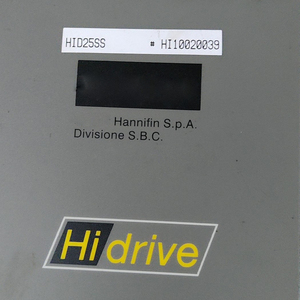 HID25SS # HI10020039
Hannifin S.p.A.
Divisione S.B.C.
Hi drive